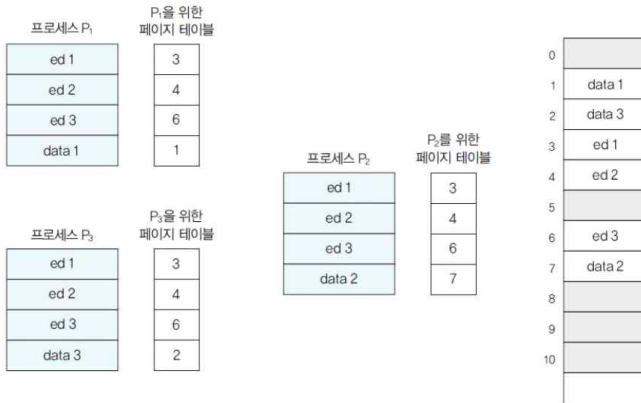 프로세스 P₁
P₁을 위한
페이지 테이블
ed 1
3
ed 2
4
ed 3
6
data 1
1
프로세스 P₃
P₃을 위한
페이지 테이블
ed 1
3
ed 2
4
ed 3
6
data 3
2
프로세스 P₂
P₂를 위한
페이지 테이블
ed 1
3
ed 2
4
ed 3
6
data 2
7
0
1 data 1
2 data 3
3 ed 1
4 ed 2
5
6 ed 3
7 data 2
8
9
10